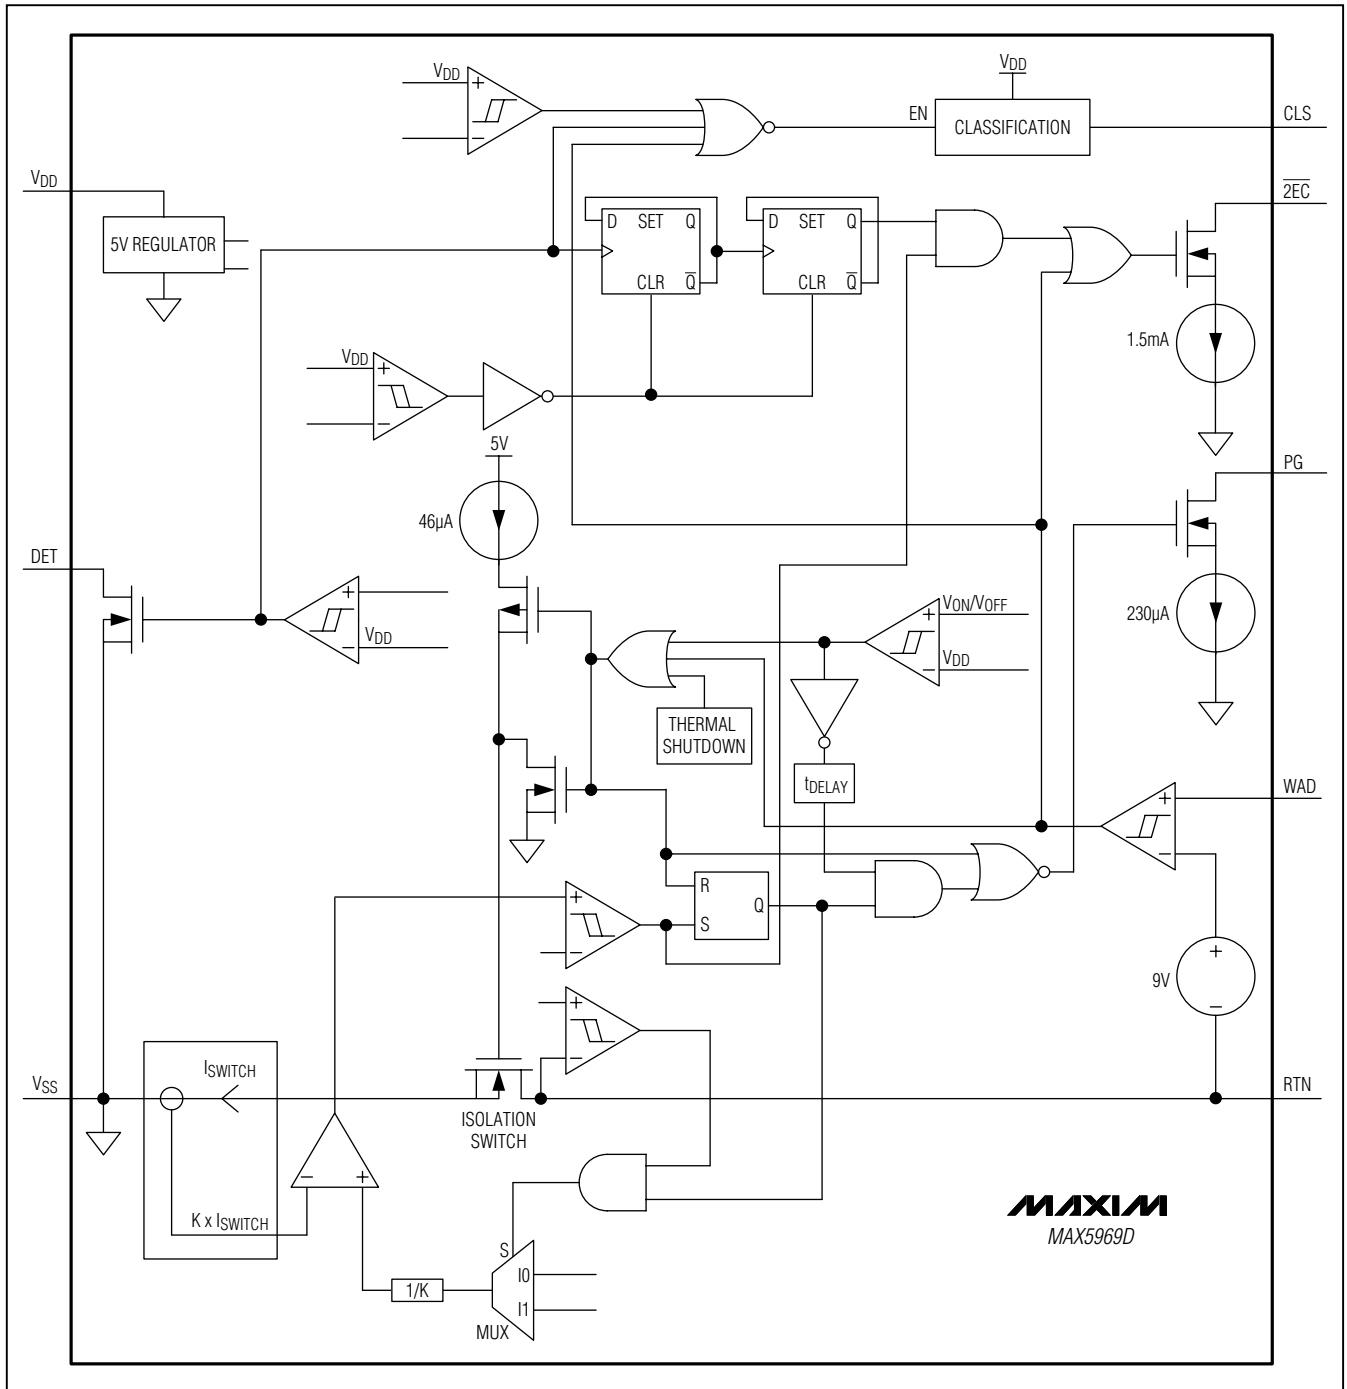 VDD
+
−
VDD
EN
CLASSIFICATION
CLS
VDD
5V REGULATOR
D SET Q
CLR Q̅
D SET Q
CLR Q̅
2̅E̅C̅
1.5mA
VDD
+
−
5V
46µA
PG
230µA
DET
+
VDD
−
VON/VOFF
+
VDD
−
THERMAL
SHUTDOWN
tDELAY
WAD
+
−
R
Q
S
+
−
9V
+
−
+
−
VSS
ISWITCH
RTN
ISOLATION
SWITCH
− +
K x ISWITCH
S
I0
1/K
I1
MUX
MAXIM
MAX5969D